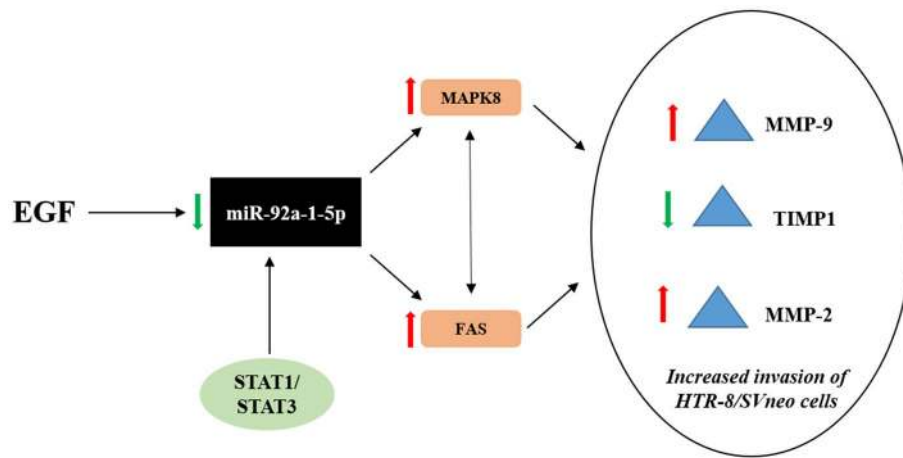 EGF
miR-92a-1-5p
STAT1/
STAT3
MAPK8
FAS
MMP-9
TIMP1
MMP-2
Increased invasion of
HTR-8/SVneo cells